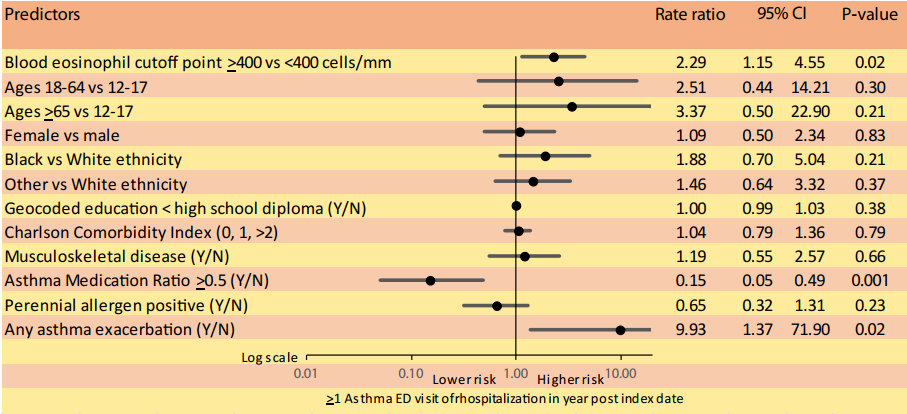 Predictors Rate ratio 95% CI P-value
Blood eosinophil cutoff point ≥400 vs <400 cells/mm 2.29 1.15 4.55 0.02
Ages 18-64 vs 12-17 2.51 0.44 14.21 0.30
Ages ≥65 vs 12-17 3.37 0.50 22.90 0.21
Female vs male 1.09 0.50 2.34 0.83
Black vs White ethnicity 1.88 0.70 5.04 0.21
Other vs White ethnicity 1.46 0.64 3.32 0.37
Geocoded education < high school diploma (Y/N) 1.00 0.99 1.03 0.38
Charlson Comorbidity Index (0, 1, >2) 1.04 0.79 1.36 0.79
Musculoskeletal disease (Y/N) 1.19 0.55 2.57 0.66
Asthma Medication Ratio ≥0.5 (Y/N) 0.15 0.05 0.49 0.001
Perennial allergen positive (Y/N) 0.65 0.32 1.31 0.23
Any asthma exacerbation (Y/N) 9.93 1.37 71.90 0.02
Log scale
0.01 0.10 1.00 10.00
Lower risk Higher risk
≥1 Asthma ED visit ofrhospitalization in year post index date